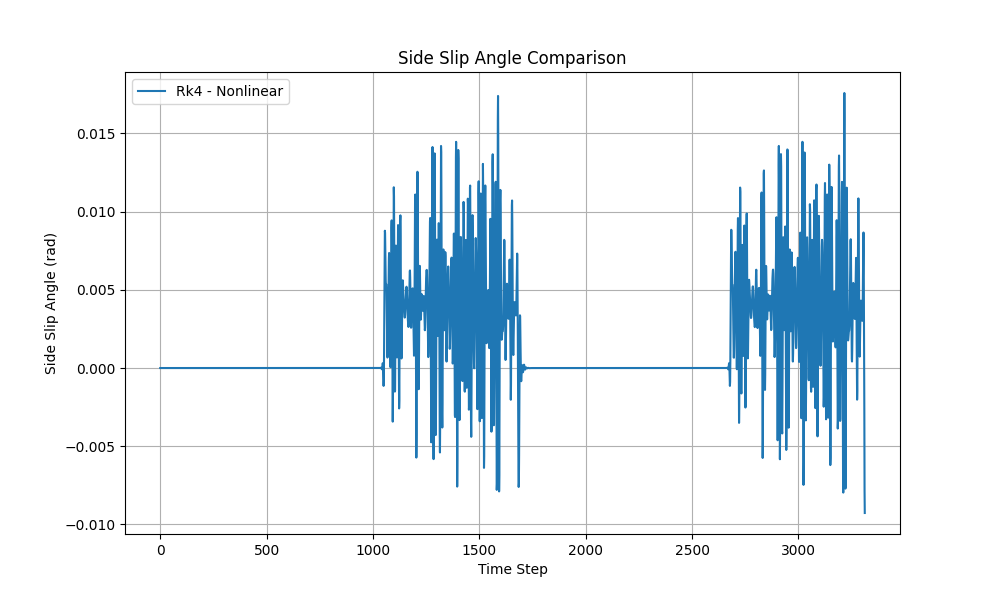 Side Slip Angle Comparison
Rk4 - Nonlinear
Side Slip Angle (rad)
0.015
0.010
0.005
0.000
−0.005
−0.010
0 500 1000 1500 2000 2500 3000
Time Step